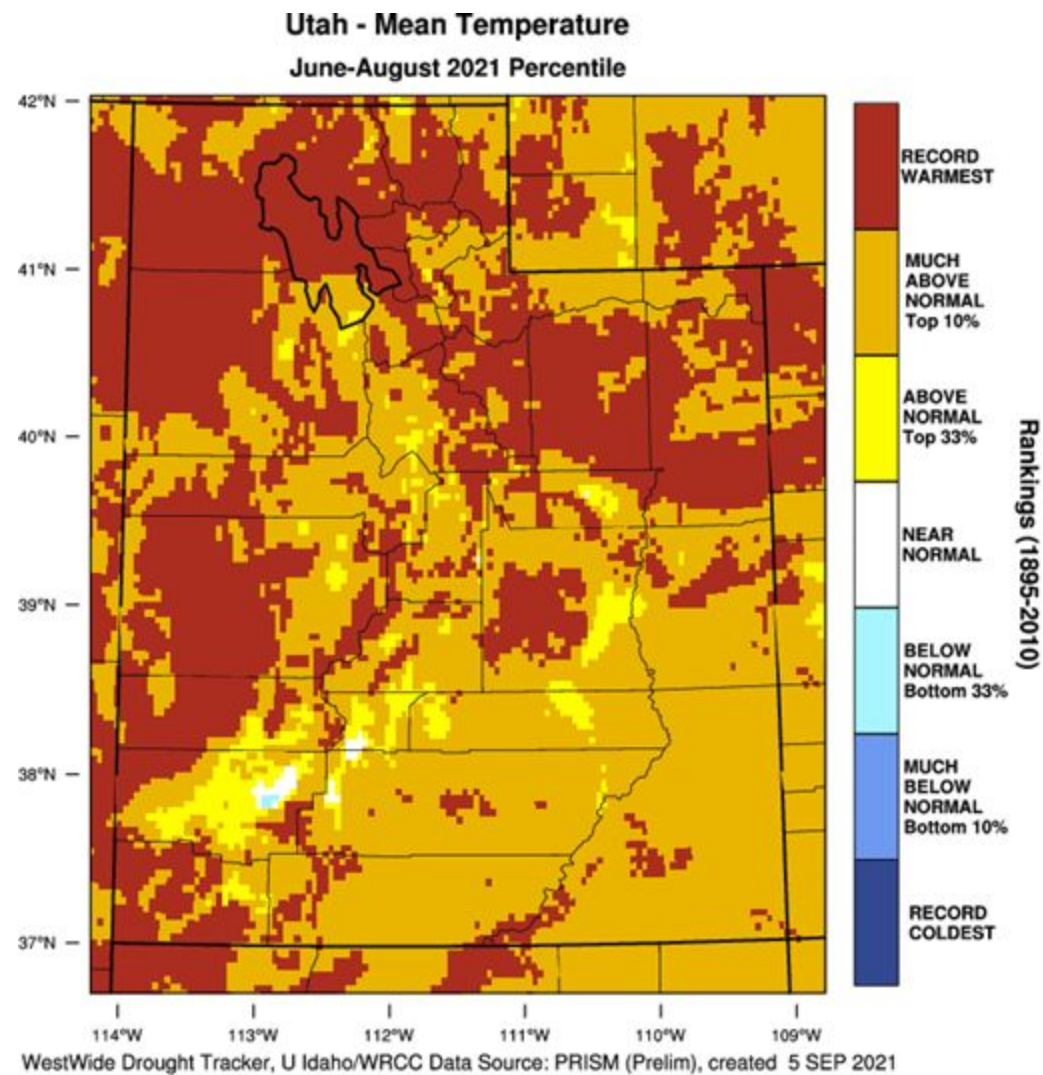 Utah - Mean Temperature
June-August 2021 Percentile
42°N
41°N
40°N
39°N
38°N
37°N
114°W
113°W
112°W
111°W
110°W
109°W
RECORD
WARMEST
MUCH
ABOVE
NORMAL
Top 10%
ABOVE
NORMAL
Top 33%
NEAR
NORMAL
BELOW
NORMAL
Bottom 33%
MUCH
BELOW
NORMAL
Bottom 10%
RECORD
COLDEST
Rankings (1895-2010)
WestWide Drought Tracker, U Idaho/WRCC Data Source: PRISM (Prelim), created 5 SEP 2021